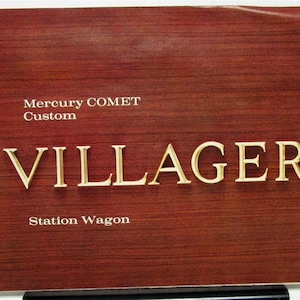 Mercury COMET
Custom
VILLAGER
Station Wagon